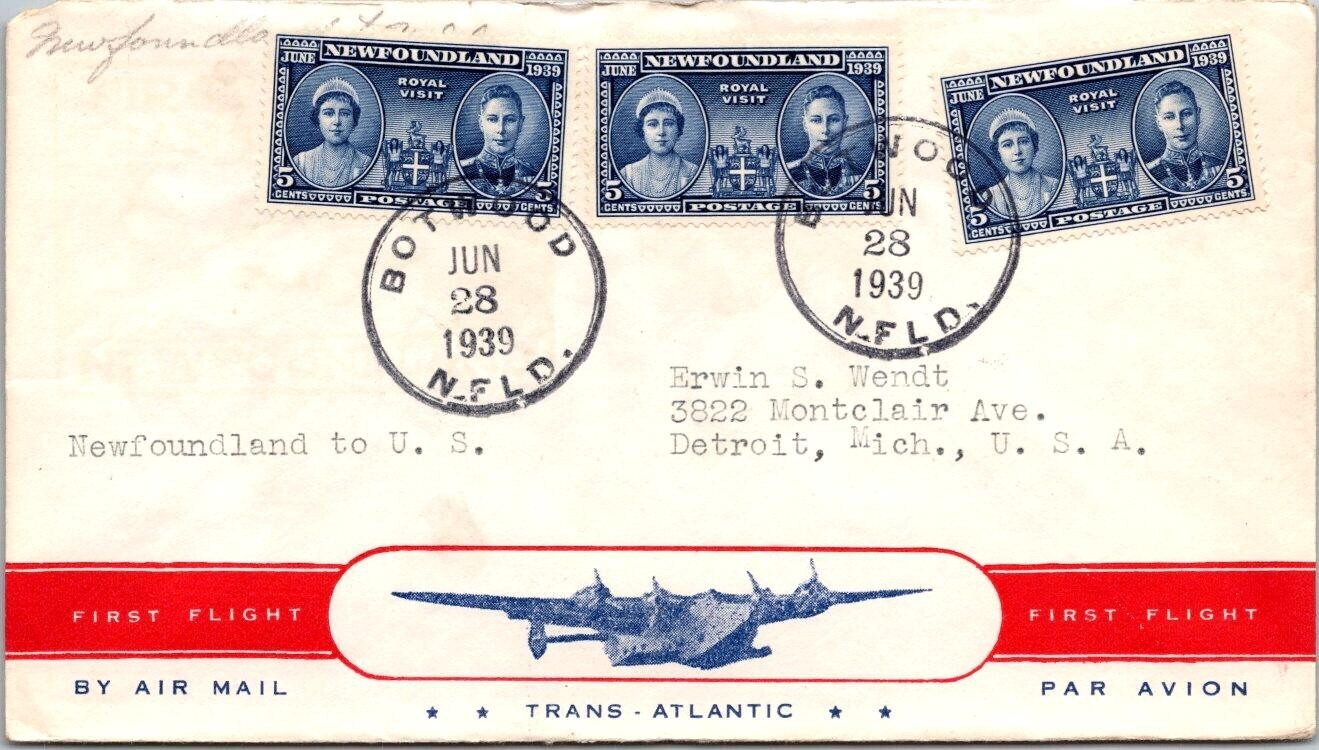 Newfoundland
JUNE NEWFOUNDLAND 1939
ROYAL VISIT
5 CENTS POSTAGE 5 CENTS
JUNE NEWFOUNDLAND 1939
ROYAL VISIT
5 CENTS POSTAGE 5 CENTS
JUNE NEWFOUNDLAND 1939
ROYAL VISIT
5 CENTS POSTAGE 5 CENTS
BOTWOOD
JUN
28
1939
N.FLD.
BOTWOOD
JUN
28
1939
N.FLD.
Erwin S. Wendt
3822 Montclair Ave.
Detroit, Mich., U. S. A.
Newfoundland to U. S.
FIRST FLIGHT
FIRST FLIGHT
BY AIR MAIL
PAR AVION
★ ★ TRANS-ATLANTIC ★ ★